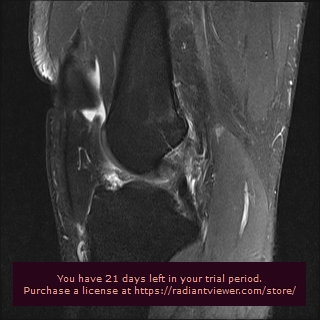 You have 21 days left in your trial period.
Purchase a license at https://radiantviewer.com/store/